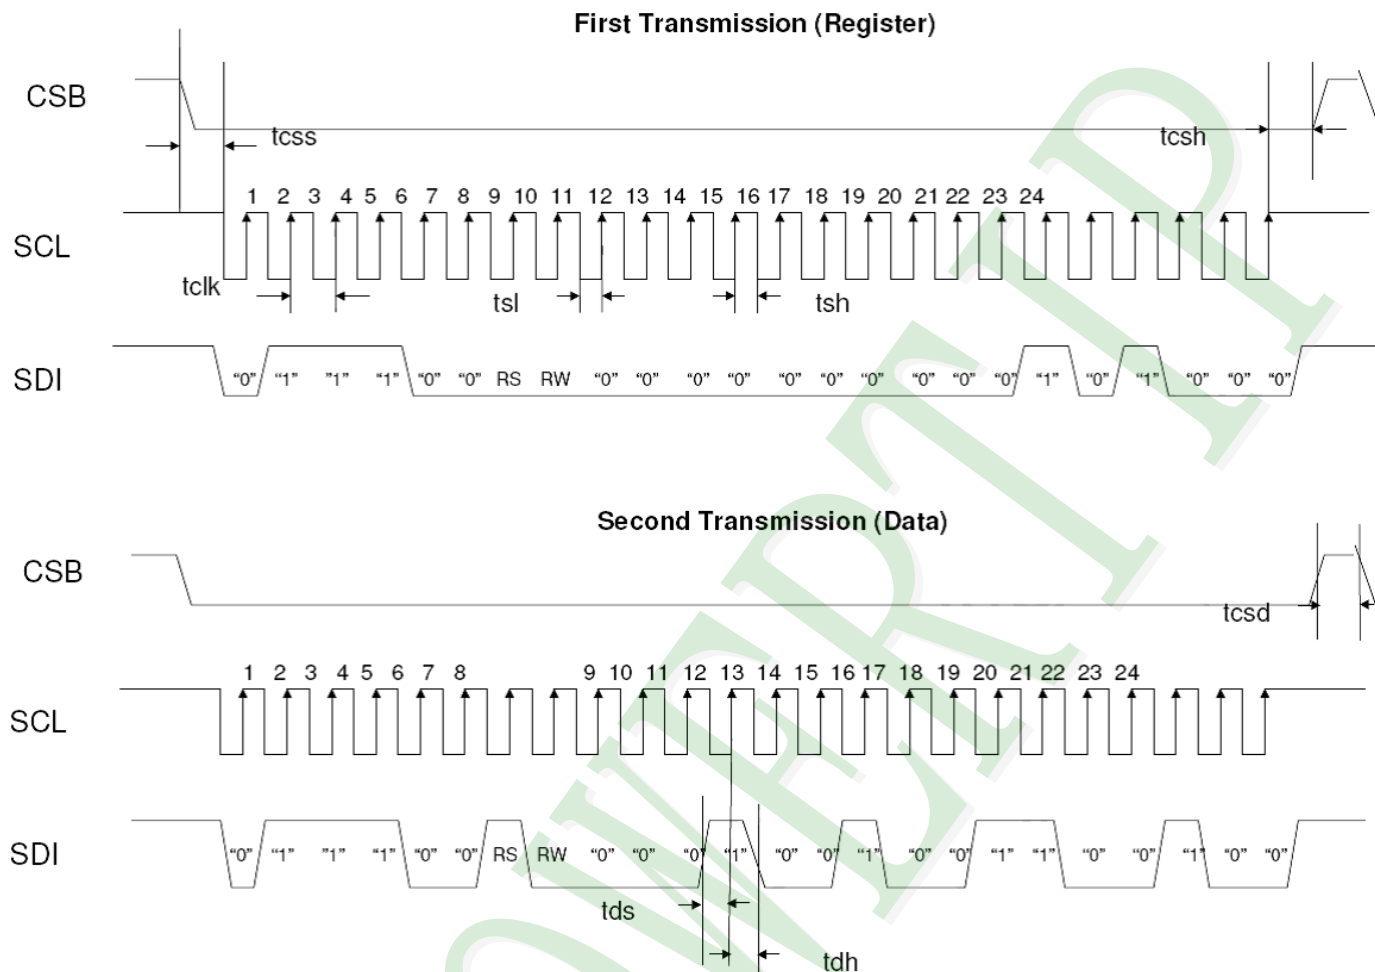 First Transmission (Register)
CSB
tcss
tcsh
1 2 3 4 5 6 7 8 9 10 11 12 13 14 15 16 17 18 19 20 21 22 23 24
SCL
tclk
tsl
tsh
SDI
“0” “1” ”1” “1” “0” “0” RS RW “0” “0” “0” “0” “0” “0” “0” “0” “0” “0” “1” “0” “1” “0” “0” “0”
Second Transmission (Data)
CSB
tcsd
1 2 3 4 5 6 7 8 9 10 11 12 13 14 15 16 17 18 19 20 21 22 23 24
SCL
SDI
“0” “1” ”1” “1” “0” “0” RS RW “0” “0” “0” “1” “0” “0” “1” “0” “0” “1” “1” “0” “0” “1” “0” “0”
tds
tdh
OWERTIP